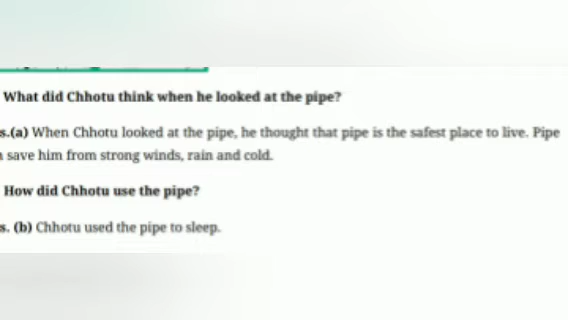 What did Chhotu think when he looked at the pipe?
s.(a) When Chhotu looked at the pipe, he thought that pipe is the safest place to live. Pipe
save him from strong winds, rain and cold.
How did Chhotu use the pipe?
s. (b) Chhotu used the pipe to sleep.